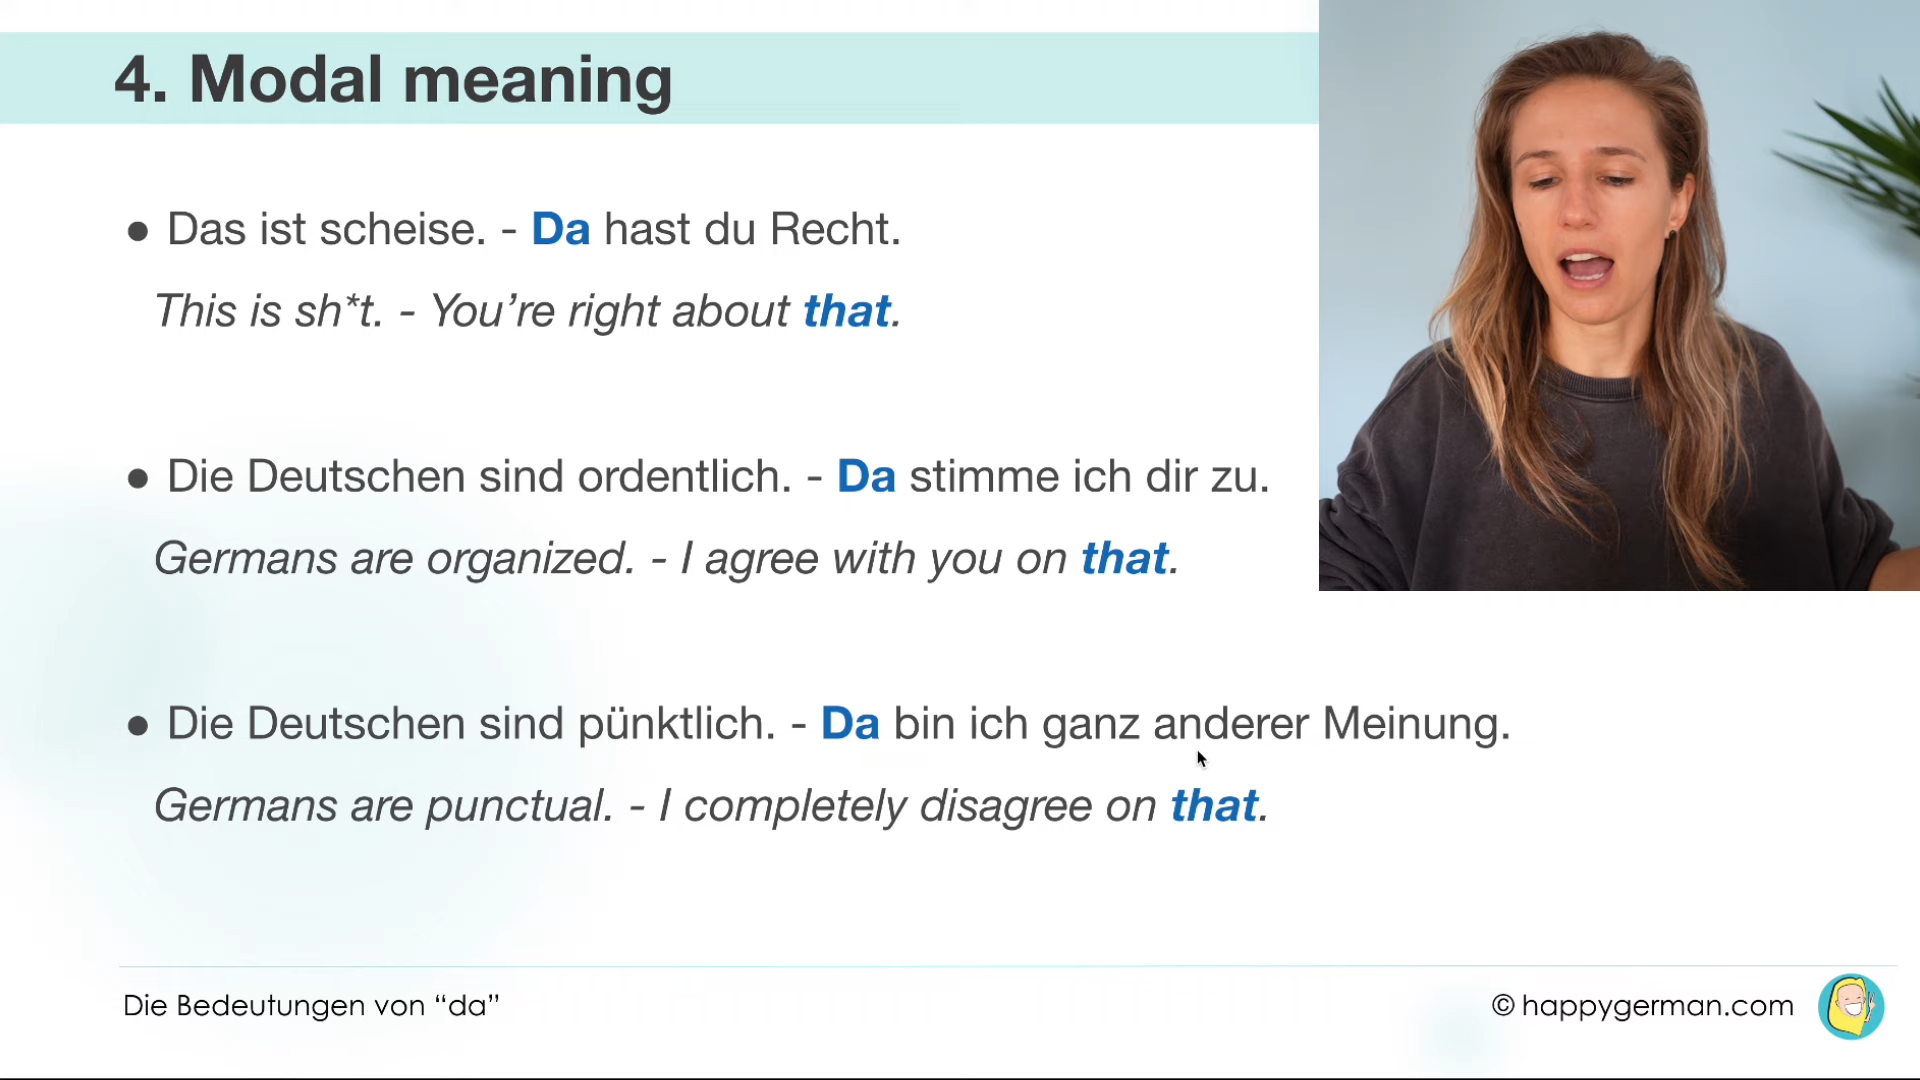 4. Modal meaning
● Das ist scheise. - Da hast du Recht.
This is sh*t. - You’re right about that.
● Die Deutschen sind ordentlich. - Da stimme ich dir zu.
Germans are organized. - I agree with you on that.
● Die Deutschen sind pünktlich. - Da bin ich ganz anderer Meinung.
Germans are punctual. - I completely disagree on that.
Die Bedeutungen von “da”
© happygerman.com